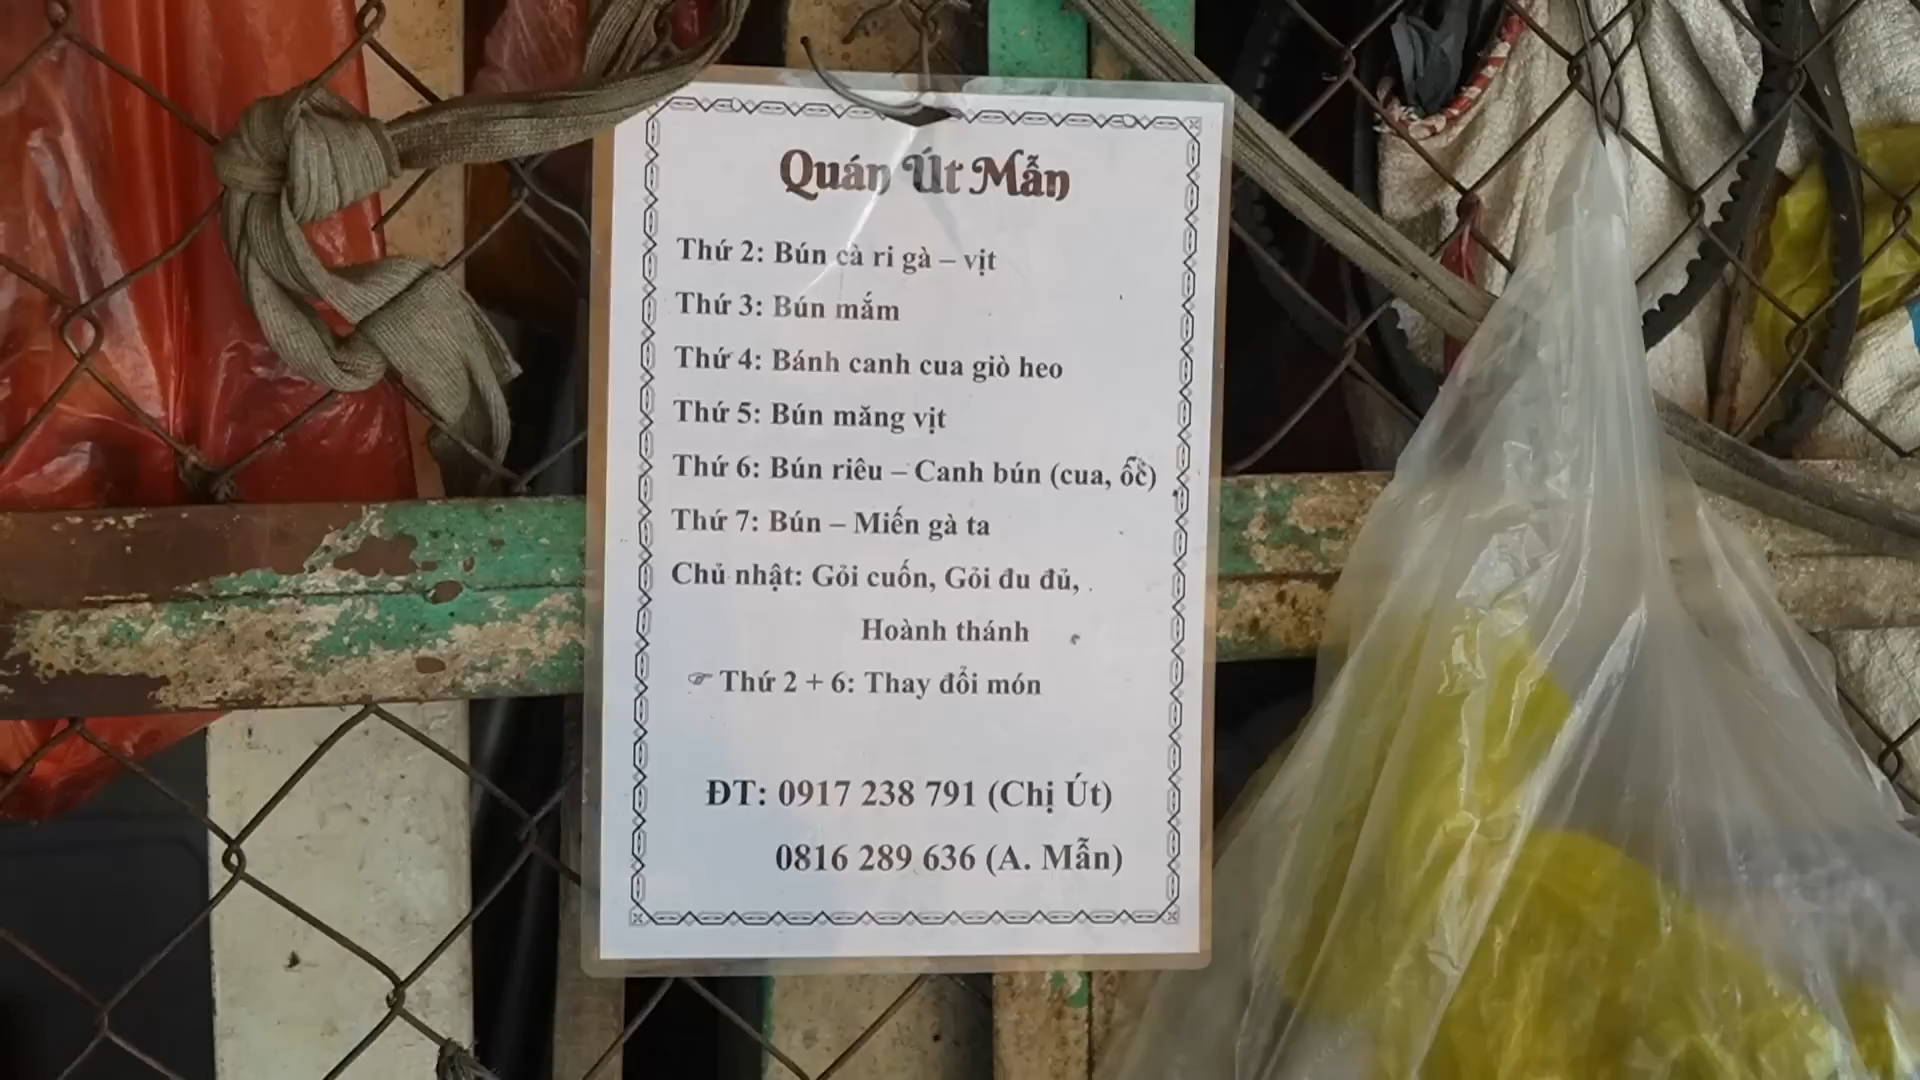 Quán Út Mẫn
Thứ 2: Bún cà ri gà – vịt
Thứ 3: Bún mắm
Thứ 4: Bánh canh cua giò heo
Thứ 5: Bún măng vịt
Thứ 6: Bún riêu – Canh bún (cua, ốc)
Thứ 7: Bún – Miến gà ta
Chủ nhật: Gỏi cuốn, Gỏi đu đủ,
Hoành thánh
☞ Thứ 2 + 6: Thay đổi món
ĐT: 0917 238 791 (Chị Út)
0816 289 636 (A. Mẫn)